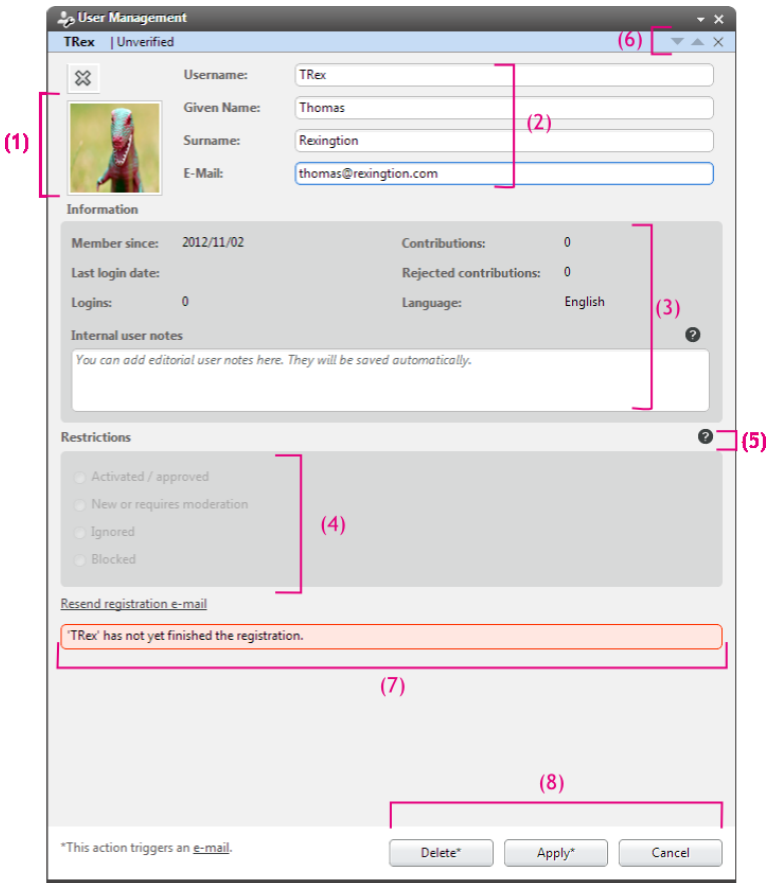 User Management
TRex | Unverified
(6)
Username: TRex
(1)
Given Name: Thomas
(2)
Surname: Rexingtion
E-Mail: thomas@rexingtion.com
Information
Member since: 2012/11/02 Contributions: 0
Last login date: Rejected contributions: 0
Logins: 0 Language: English
(3)
Internal user notes ?
You can add editorial user notes here. They will be saved automatically.
Restrictions ? (5)
Activated / approved
New or requires moderation
(4)
Ignored
Blocked
Resend registration e-mail
'TRex' has not yet finished the registration.
(7)
(8)
*This action triggers an e-mail. Delete* Apply* Cancel